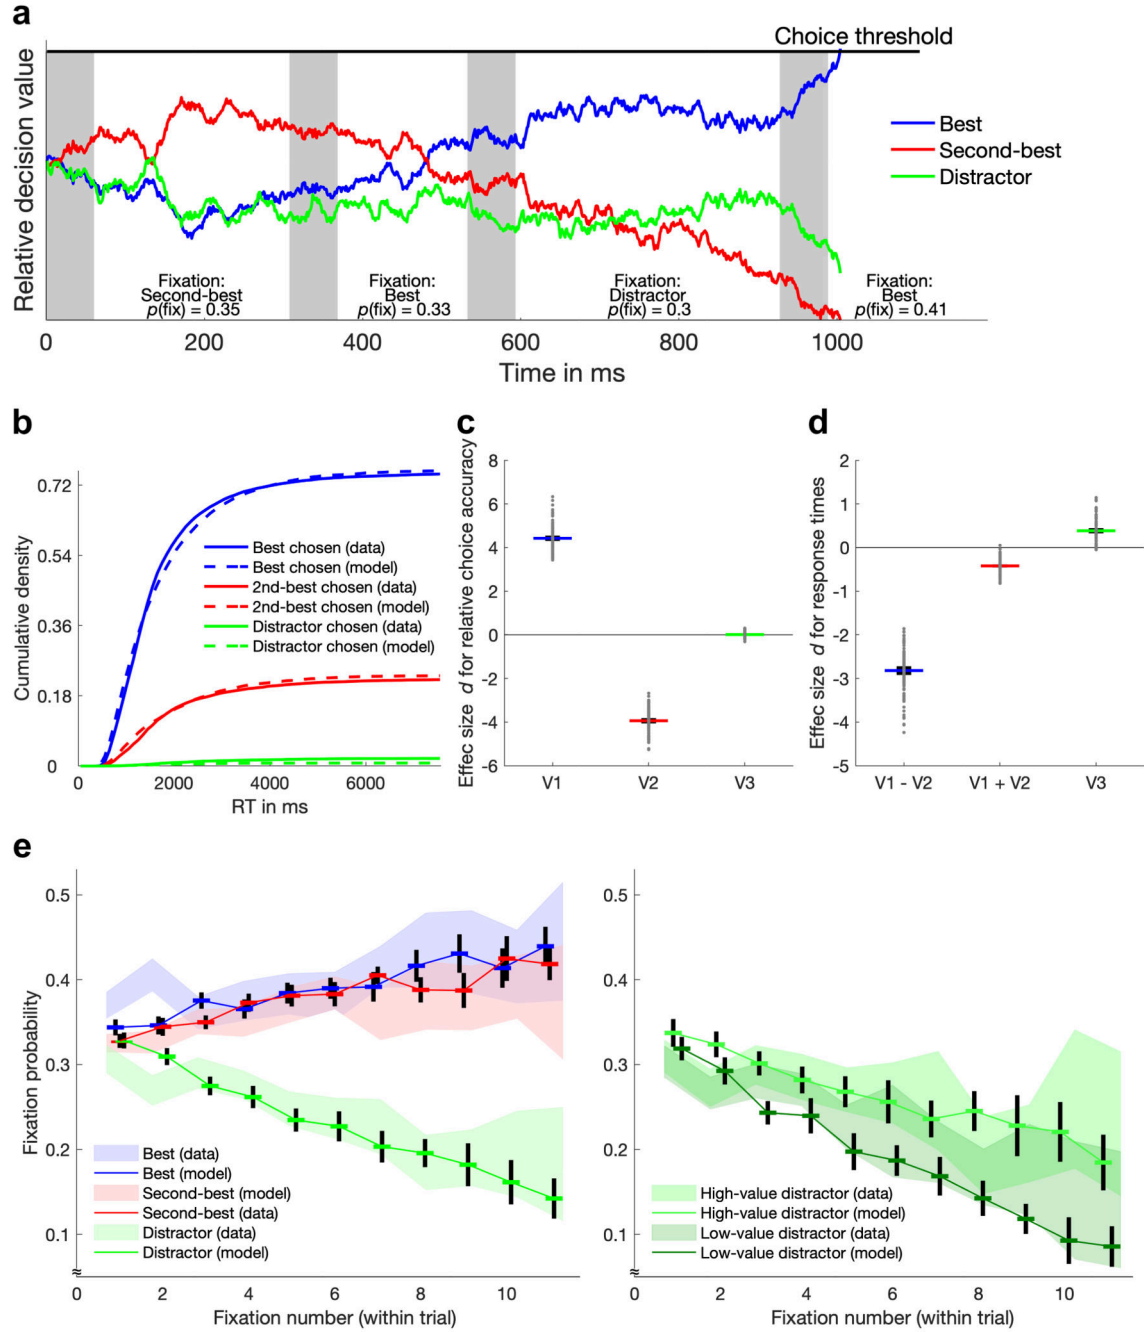 a
Choice threshold
Relative decision value
Best
Second-best
Distractor
Fixation:
Second-best
p(fix) = 0.35
Fixation:
Best
p(fix) = 0.33
Fixation:
Distractor
p(fix) = 0.3
Fixation:
Best
p(fix) = 0.41
0 200 400 600 800 1000
Time in ms
b
Cumulative density
0.72
0.54
0.36
0.18
0
Best chosen (data)
Best chosen (model)
2nd-best chosen (data)
2nd-best chosen (model)
Distractor chosen (data)
Distractor chosen (model)
2000 4000 6000
RT in ms
c
Effec size d for relative choice accuracy
8
6
4
2
0
-2
-4
-6
V1 V2 V3
d
Effec size d for response times
2
1
0
-1
-2
-3
-4
-5
V1 - V2 V1 + V2 V3
e
Fixation probability
0.5
0.4
0.3
0.2
0.1
≈
Best (data)
Best (model)
Second-best (model)
Second-best (data)
Distractor (data)
Distractor (model)
0 2 4 6 8 10
Fixation number (within trial)
0.5
0.4
0.3
0.2
0.1
≈
High-value distractor (data)
High-value distractor (model)
Low-value distractor (data)
Low-value distractor (model)
0 2 4 6 8 10
Fixation number (within trial)